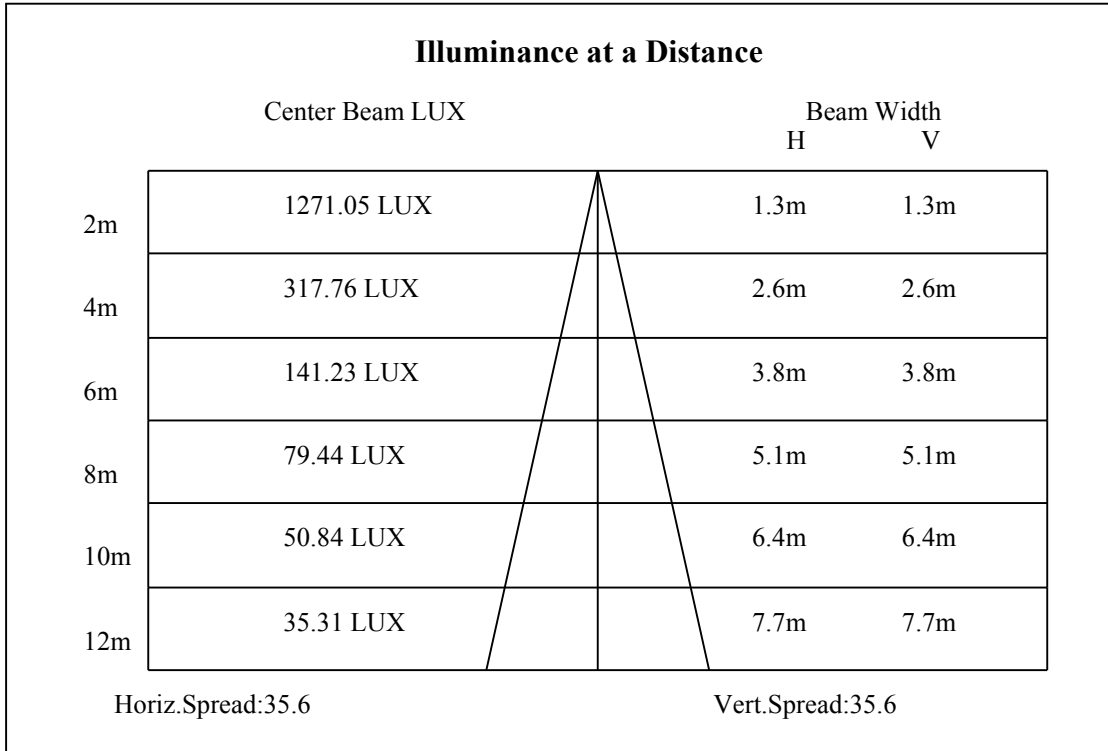 Illuminance at a Distance
Center Beam LUX Beam Width
H V
2m 1271.05 LUX 1.3m 1.3m
4m 317.76 LUX 2.6m 2.6m
6m 141.23 LUX 3.8m 3.8m
8m 79.44 LUX 5.1m 5.1m
10m 50.84 LUX 6.4m 6.4m
12m 35.31 LUX 7.7m 7.7m
Horiz.Spread:35.6 Vert.Spread:35.6